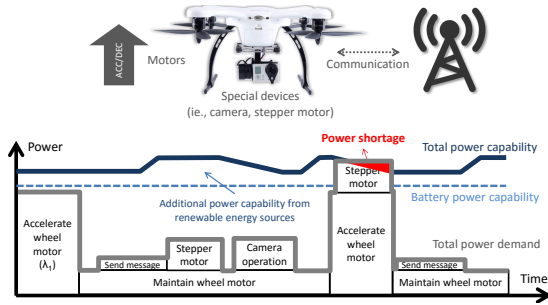 ACC/DEC
Motors
Communication
Special devices
(ie., camera, stepper motor)
Power shortage
Power
Total power capability
Stepper
motor
Additional power capability from
renewable energy sources
Battery power capability
Accelerate
wheel
motor
(λ1)
Accelerate
wheel
motor
Stepper
motor
Camera
operation
Total power demand
Send message
Send message
Maintain wheel motor
Maintain wheel motor
Time